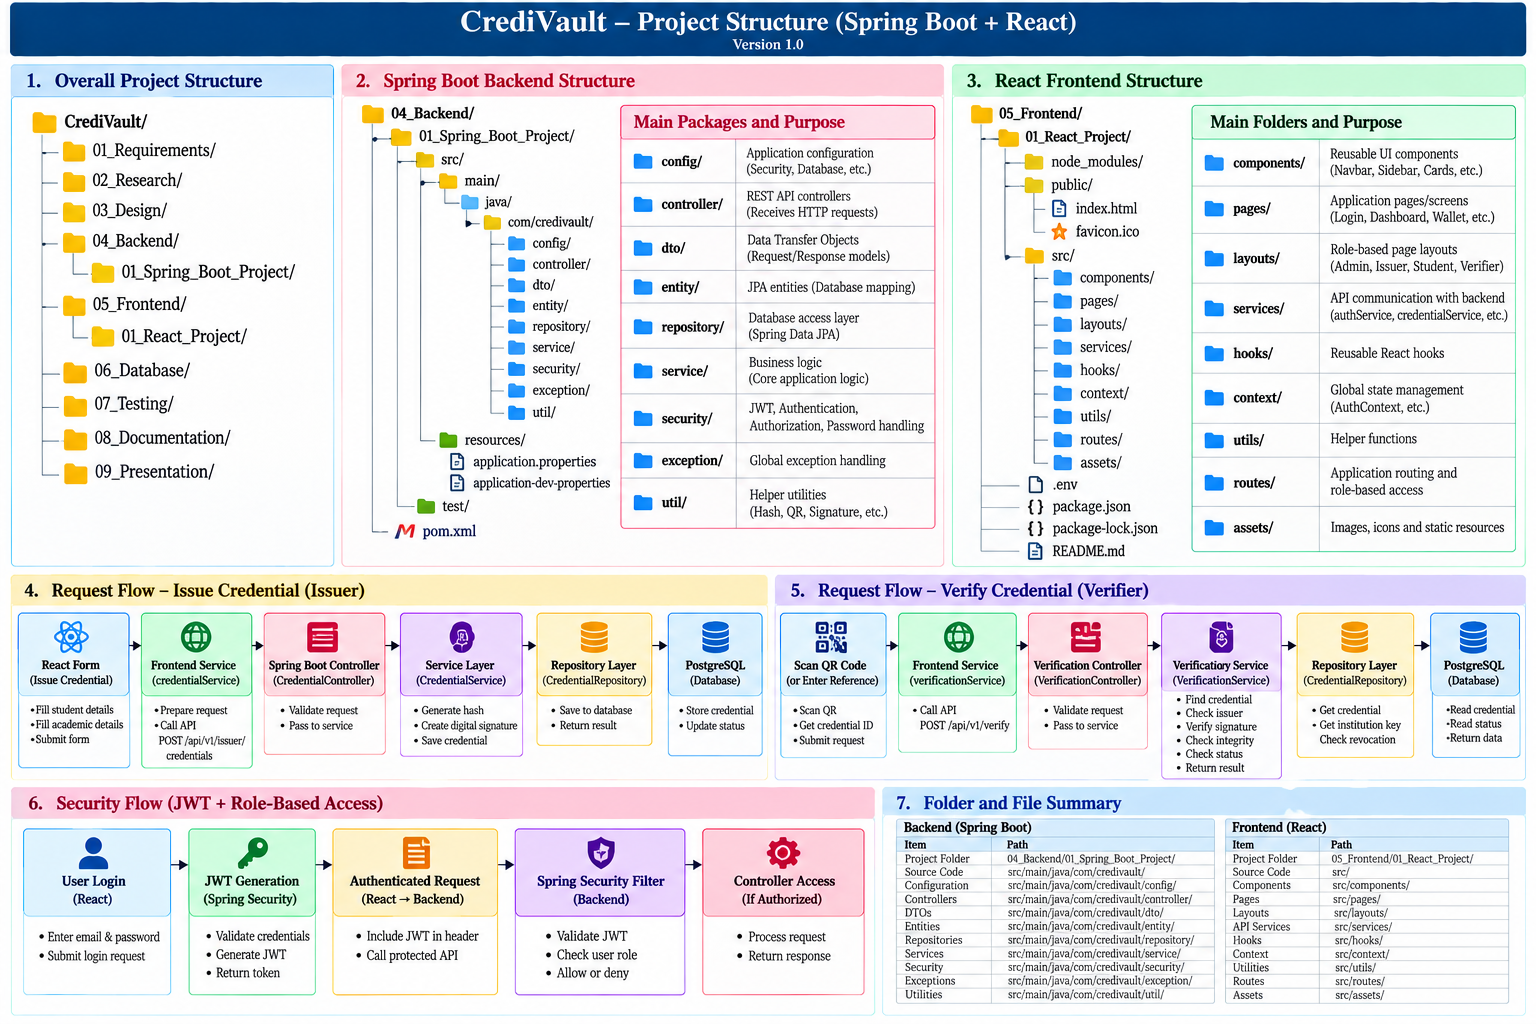 CrediVault – Project Structure (Spring Boot + React)
Version 1.0
1. Overall Project Structure
CrediVault/
01_Requirements/
02_Research/
03_Design/
04_Backend/
01_Spring_Boot_Project/
05_Frontend/
01_React_Project/
06_Database/
07_Testing/
08_Documentation/
09_Presentation/
2. Spring Boot Backend Structure
04_Backend/
01_Spring_Boot_Project/
src/
main/
java/
com/credivault/
config/
controller/
dto/
entity/
repository/
service/
security/
exception/
util/
resources/
application.properties
application-dev-properties
test/
pom.xml
Main Packages and Purpose
config/
Application configuration
(Security, Database, etc.)
controller/
REST API controllers
(Receives HTTP requests)
dto/
Data Transfer Objects
(Request/Response models)
entity/
JPA entities (Database mapping)
repository/
Database access layer
(Spring Data JPA)
service/
Business logic
(Core application logic)
security/
JWT, Authentication,
Authorization, Password handling
exception/
Global exception handling
util/
Helper utilities
(Hash, QR, Signature, etc.)
3. React Frontend Structure
05_Frontend/
01_React_Project/
node_modules/
public/
index.html
favicon.ico
src/
components/
pages/
layouts/
services/
hooks/
context/
utils/
routes/
assets/
.env
{ } package.json
{ } package-lock.json
README.md
Main Folders and Purpose
components/
Reusable UI components
(Navbar, Sidebar, Cards, etc.)
pages/
Application pages/screens
(Login, Dashboard, Wallet, etc.)
layouts/
Role-based page layouts
(Admin, Issuer, Student, Verifier)
services/
API communication with backend
(authService, credentialService, etc.)
hooks/
Reusable React hooks
context/
Global state management
(AuthContext, etc.)
utils/
Helper functions
routes/
Application routing and
role-based access
assets/
Images, icons and static resources
4. Request Flow – Issue Credential (Issuer)
React Form
(Issue Credential)
• Fill student details
• Fill academic details
• Submit form
Frontend Service
(credentialService)
• Prepare request
• Call API
POST /api/v1/issuer/
credentials
Spring Boot Controller
(CredentialController)
• Validate request
• Pass to service
Service Layer
(CredentialService)
• Generate hash
• Create digital signature
• Save credential
Repository Layer
(CredentialRepository)
• Save to database
• Return result
PostgreSQL
(Database)
• Store credential
• Update status
5. Request Flow – Verify Credential (Verifier)
Scan QR Code
(or Enter Reference)
• Scan QR
• Get credential ID
• Submit request
Frontend Service
(verificationService)
• Call API
POST /api/v1/verify
Verification Controller
(VerificationController)
• Validate request
• Pass to service
Verificatioıy Service
(VerificationService)
• Find credential
• Check issuer
• Verify signature
• Check integrity
• Check status
• Return result
Repository Layer
(CredentialRepository)
• Get credential
• Get institution key
Check revocation
PostgreSQL
(Database)
•Read credential
•Read status
•Return data
6. Security Flow (JWT + Role-Based Access)
User Login
(React)
• Enter email & password
• Submit login request
JWT Generation
(Spring Security)
• Validate credentials
• Generate JWT
• Return token
Authenticated Request
(React → Backend)
• Include JWT in header
• Call protected API
Spring Security Filter
(Backend)
• Validate JWT
• Check user role
• Allow or deny
Controller Access
(If Authorized)
• Process request
• Return response
7. Folder and File Summary
Backend (Spring Boot)
Item Path
Project Folder 04_Backend/01_Spring_Boot_Project/
Source Code src/main/java/com/credivault/
Configuration src/main/java/com/credivault/config/
Controllers src/main/java/com/credivault/controller/
DTOs src/main/java/com/credivault/dto/
Entities src/main/java/com/credivault/entity/
Repositories src/main/java/com/credivault/repository/
Services src/main/java/com/credivault/service/
Security src/main/java/com/credivault/security/
Exceptions src/main/java/com/credivault/exception/
Utilities src/main/java/com/credivault/util/
Frontend (React)
Item Path
Project Folder 05_Frontend/01_React_Project/
Source Code src/
Components src/components/
Pages src/pages/
Layouts src/layouts/
API Services src/services/
Hooks src/hooks/
Context src/context/
Utilities src/utils/
Routes src/routes/
Assets src/assets/